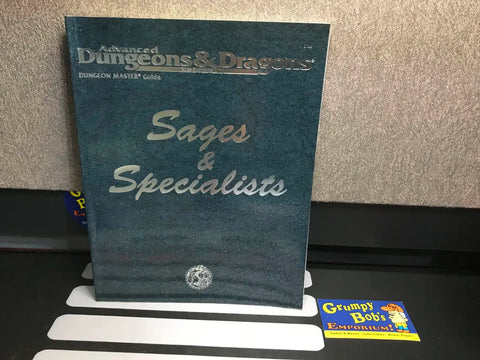 Advanced
Dungeons & Dragons
DUNGEON MASTER® Guide
Sages
&
Specialists
Grumpy
Bob's
EMPORIUM!